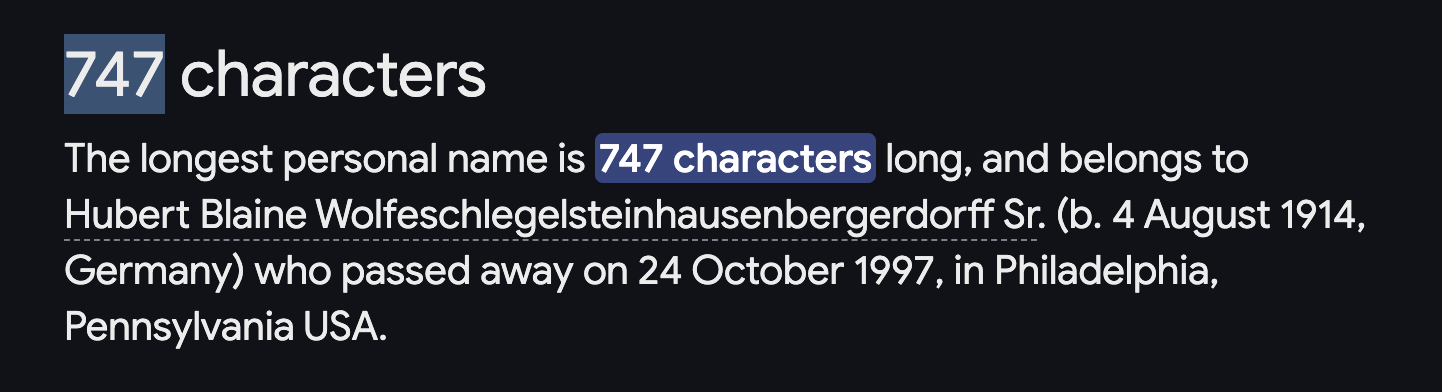 747 characters
The longest personal name is 747 characters long, and belongs to
Hubert Blaine Wolfeschlegelsteinhausenbergerdorff Sr. (b. 4 August 1914,
Germany) who passed away on 24 October 1997, in Philadelphia,
Pennsylvania USA.